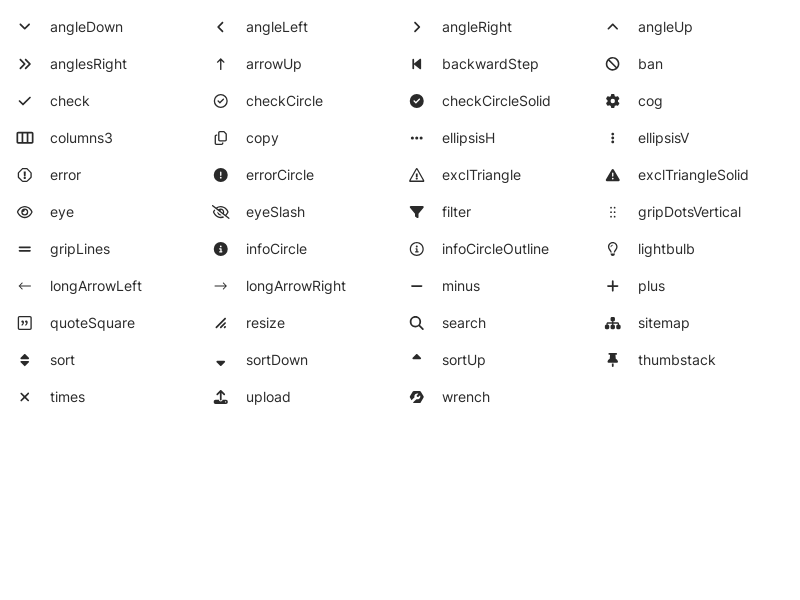 angleDown angleLeft angleRight angleUp
anglesRight arrowUp backwardStep ban
check checkCircle checkCircleSolid cog
columns3 copy ellipsisH ellipsisV
error errorCircle exclTriangle exclTriangleSolid
eye eyeSlash filter gripDotsVertical
gripLines infoCircle infoCircleOutline lightbulb
longArrowLeft longArrowRight minus plus
quoteSquare resize search sitemap
sort sortDown sortUp thumbstack
times upload wrench